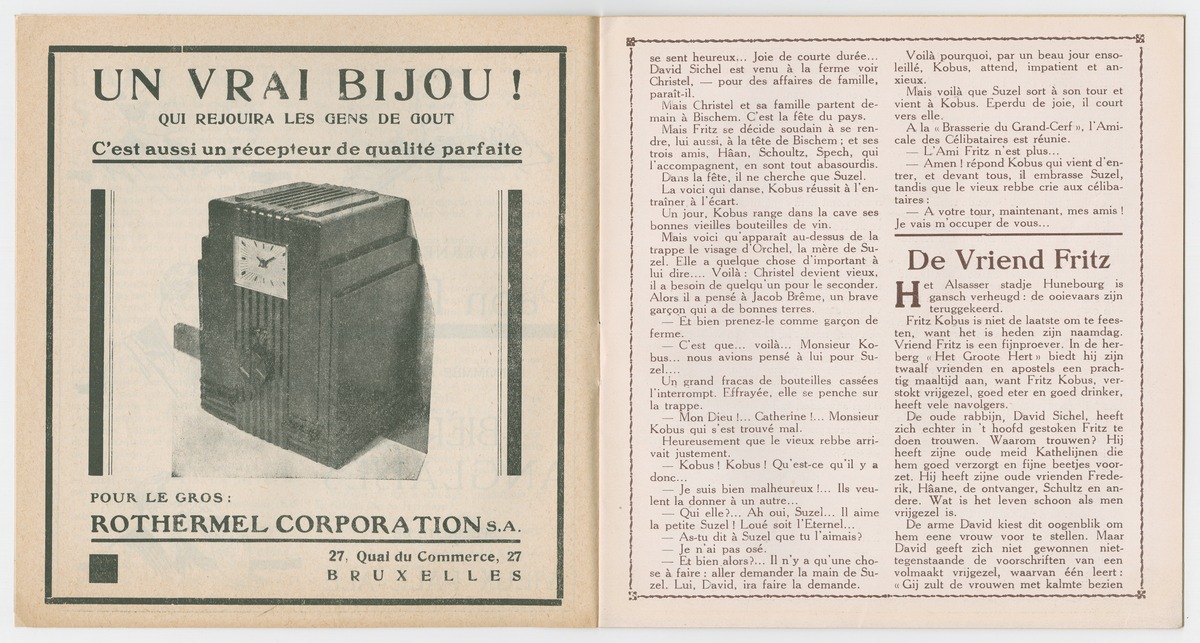 UN VRAI BIJOU !
QUI REJOUIRA LES GENS DE GOUT
C'est aussi un récepteur de qualité parfaite
POUR LE GROS :
ROTHERMEL CORPORATION S.A.
27, Quai du Commerce, 27
BRUXELLES
se sent heureux... Joie de courte durée...
David Sichel est venu à la ferme voir
Christel, — pour des affaires de famille,
paraît-il.
Mais Christel et sa famille partent de-
main à Bischem. C'est la fête du pays.
Mais Fritz se décide soudain à se ren-
dre, lui aussi, à la tête de Bischem ; et ses
trois amis, Hâan, Schoultz, Spech, qui
l'accompagnent, en sont tout abasourdis.
Dans la fête, il ne cherche que Suzel.
La voici qui danse, Kobus réussit à l'en-
traîner à l'écart.
Un jour, Kobus range dans la cave ses
bonnes vieilles bouteilles de vin.
Mais voici qu'apparaît au-dessus de la
trappe le visage d'Orchel, la mère de Su-
zel. Elle a quelque chose d'important à
lui dire.... Voilà : Christel devient vieux,
il a besoin de quelqu'un pour le seconder.
Alors il a pensé à Jacob Brême, un brave
garçon qui a de bonnes terres.
— Et bien prenez-le comme garçon de
ferme.
— C'est que... voilà... Monsieur Ko-
bus... nous avions pensé à lui pour Su-
zel....
Un grand fracas de bouteilles cassées
l'interrompt. Effrayée, elle se penche sur
la trappe.
— Mon Dieu !... Catherine !... Monsieur
Kobus qui s'est trouvé mal.
Heureusement que le vieux rebbe arri-
vait justement.
— Kobus ! Kobus ! Qu'est-ce qu'il y a
donc...
— Je suis bien malheureux !... Ils veu-
lent la donner à un autre...
— Qui elle ?... Ah oui, Suzel... Il aime
la petite Suzel ! Loué soit l'Eternel...
— As-tu dit à Suzel que tu l'aimais ?
— Je n'ai pas osé.
— Et bien alors ?... Il n'y a qu'une cho-
se à faire : aller demander la main de Su-
zel. Lui, David, ira faire la demande.
Voilà pourquoi, par un beau jour enso-
leillé, Kobus, attend, impatient et an-
xieux.
Mais voilà que Suzel sort à son tour et
vient à Kobus. Eperdu de joie, il court
vers elle.
A la « Brasserie du Grand-Cerf », l'Ami-
cale des Célibataires est réunie.
— L'Ami Fritz n'est plus...
— Amen ! répond Kobus qui vient d'en-
trer, et devant tous, il embrasse Suzel,
tandis que le vieux rebbe crie aux céliba-
taires :
— A votre tour, maintenant, mes amis !
Je vais m'occuper de vous...
De Vriend Fritz
Het Alsasser stadje Hunebourg is
gansch verheugd : de ooievaars zijn
teruggekeerd.
Fritz Kobus is niet de laatste om te fees-
ten, want het is heden zijn naamdag.
Vriend Fritz is een fijnproever. In de her-
berg « Het Groote Hert » biedt hij zijn
twaalf vrienden en apostels een prach-
tig maaltijd aan, want Fritz Kobus, ver-
stokt vrijgezel, goed eter en goed drinker,
heeft vele navolgers.
De oude rabbijn, David Sichel, heeft
zich echter in 't hoofd gestoken Fritz te
doen trouwen. Waarom trouwen ? Hij
heeft zijne oude meid Kathelijnen die
hem goed verzorgt en fijne beetjes voor-
zet. Hij heeft zijne oude vrienden Frede-
rik, Hâane, de ontvanger, Schultz en an-
dere. Wat is het leven schoon als men
vrijgezel is.
De arme David kiest dit oogenblik om
hem eene vrouw voor te stellen. Maar
David geeft zich niet gewonnen niet-
tegenstaande de voorschriften van een
volmaakt vrijgezel, waarvan één leert :
« Gij zult de vrouwen met kalmte bezien